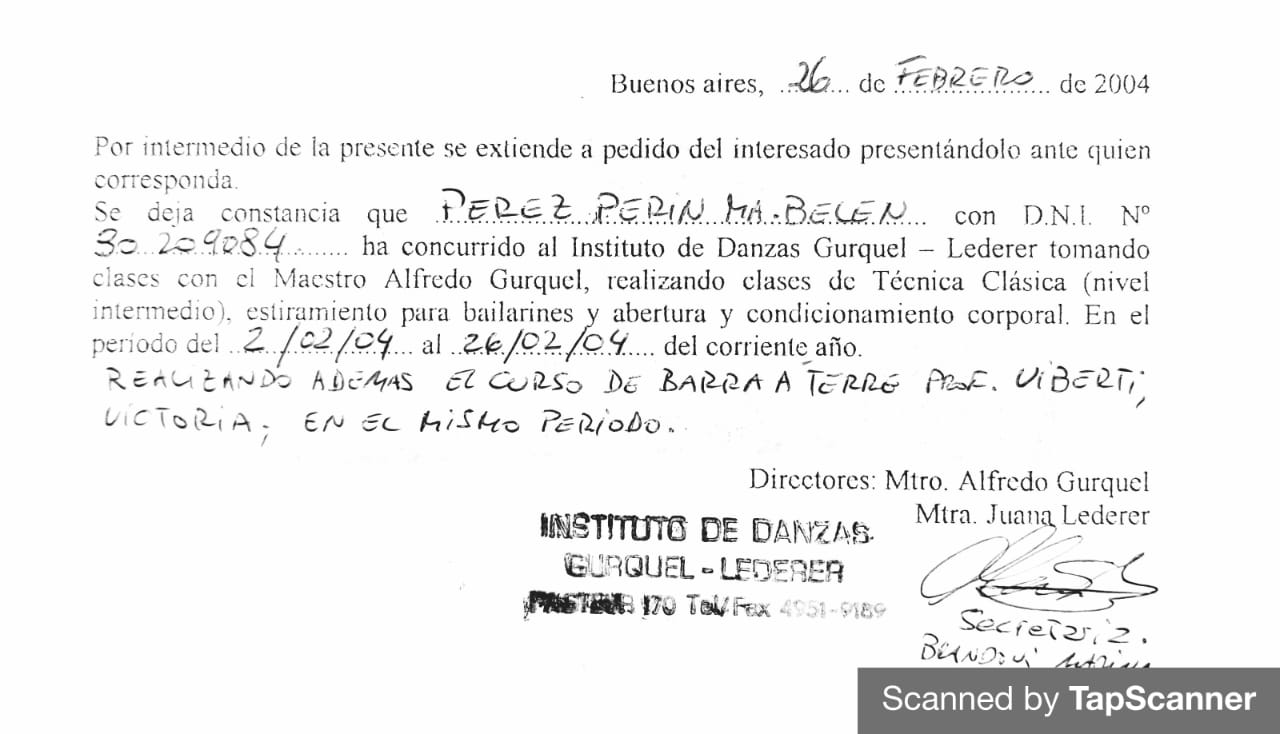 Buenos aires, 26 de FEBRERO de 2004
Por intermedio de la presente se extiende a pedido del interesado presentándolo ante quien
corresponda.
Se deja constancia que PEREZ PERIN MA. BELEN con D.N.I. Nº
30.209084 ha concurrido al Instituto de Danzas Gurquel – Lederer tomando
clases con el Maestro Alfredo Gurquel, realizando clases de Técnica Clásica (nivel
intermedio), estiramiento para bailarines y abertura y condicionamiento corporal. En el
periodo del 2/02/04 al 26/02/04 del corriente año.
REALIZANDO ADEMAS EL CURSO DE BARRA A TERRE PROF. VIBERTI,
VICTORIA; EN EL MISMO PERIODO.
Directores: Mtro. Alfredo Gurquel
Mtra. Juana Lederer
INSTITUTO DE DANZAS
GURQUEL - LEDERER
PASTEUR 170 Tel/Fax 4951-9189
Secretaria.
Scanned by TapScanner